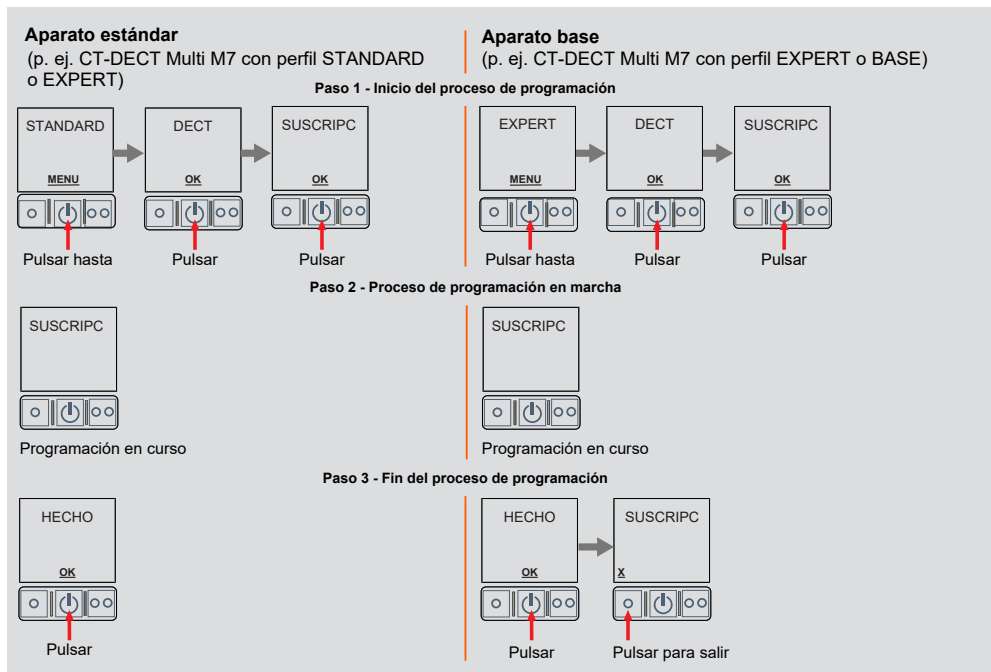 Aparato estándar
(p. ej. CT-DECT Multi M7 con perfil STANDARD
o EXPERT)
Aparato base
(p. ej. CT-DECT Multi M7 con perfil EXPERT o BASE)
Paso 1 - Inicio del proceso de programación
STANDARD
DECT
SUSCRIPC
EXPERT
DECT
SUSCRIPC
MENU
OK
OK
MENU
OK
OK
Pulsar hasta
Pulsar
Pulsar
Pulsar hasta
Pulsar
Pulsar
Paso 2 - Proceso de programación en marcha
SUSCRIPC
SUSCRIPC
Programación en curso
Programación en curso
Paso 3 - Fin del proceso de programación
HECHO
HECHO
SUSCRIPC
OK
OK
X
Pulsar
Pulsar
Pulsar para salir